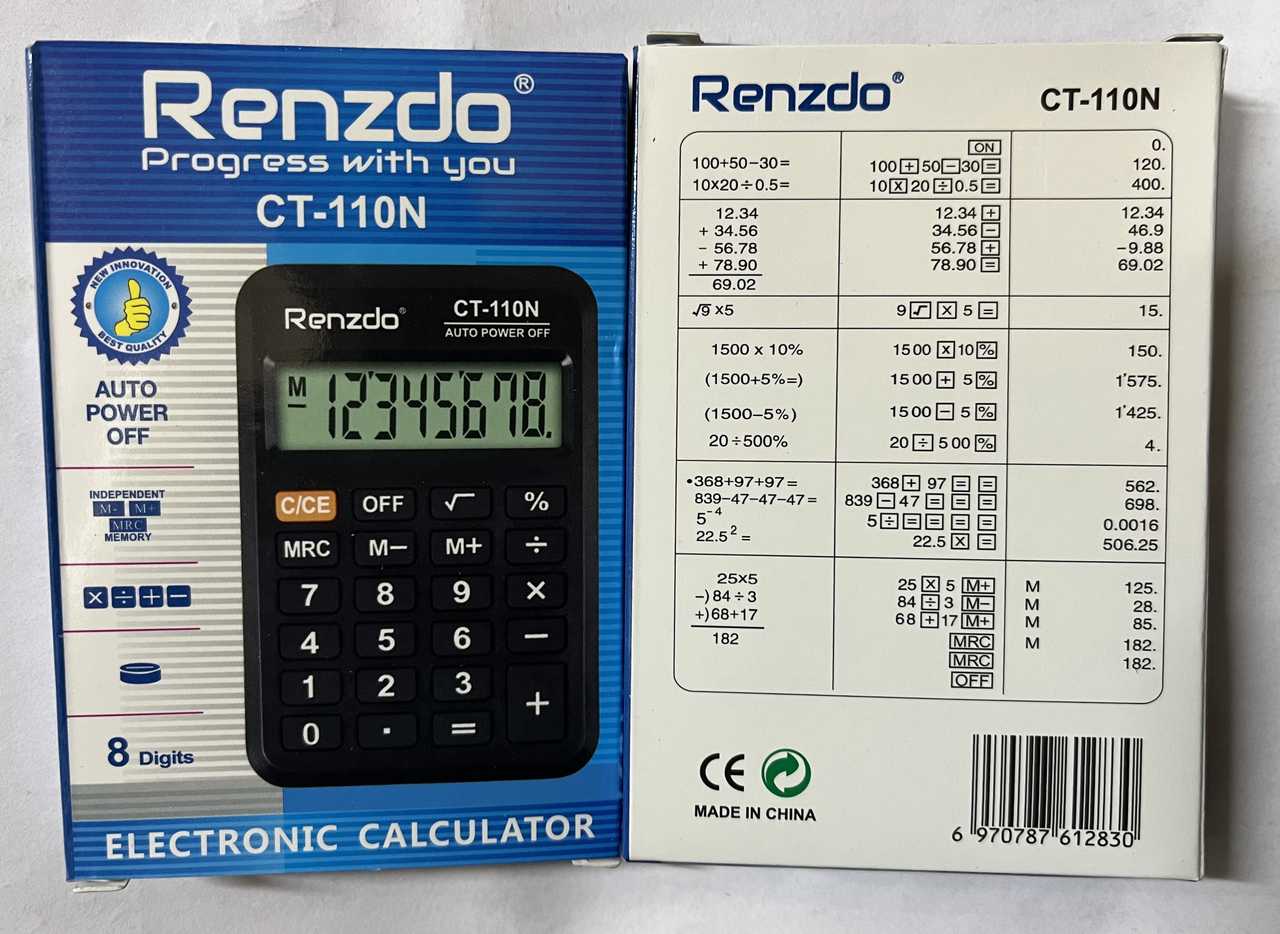 Renzdo®
Progress with you
CT-110N
NEW INNOVATION
BEST QUALITY
AUTO
POWER
OFF
INDEPENDENT
M- M+
MRC
MEMORY
× ÷ + −
8 Digits
Renzdo® CT-110N
AUTO POWER OFF
M
− 12'345'678.
C/CE OFF √ %
MRC M− M+ ÷
7 8 9 ×
4 5 6 −
1 2 3 +
0 . =
ELECTRONIC CALCULATOR
Renzdo® CT-110N
ON 0.
100+50−30= 100+50−30= 120.
10×20÷0.5= 10×20÷0.5= 400.
12.34 12.34+ 12.34
+ 34.56 34.56− 46.9
- 56.78 56.78+ −9.88
+ 78.90 78.90= 69.02
69.02
√9 x5 9√ × 5 = 15.
1500 x 10% 1500 x 10% 150.
(1500+5%=) 1500 + 5% 1'575.
(1500−5%) 1500 − 5% 1'425.
20÷500% 20÷500% 4.
•368+97+97= 368+ 97 = = 562.
839−47−47−47= 839−47 = = = 698.
5⁻⁴ 5÷= = = = = 0.0016
22.5² = 22.5 × = 506.25
25×5 25 × 5 M+ M 125.
−) 84÷3 84 ÷ 3 M− M 28.
+) 68+17 68 + 17 M+ M 85.
182 MRC M 182.
MRC 182.
OFF
CE
MADE IN CHINA
6 970787 612830